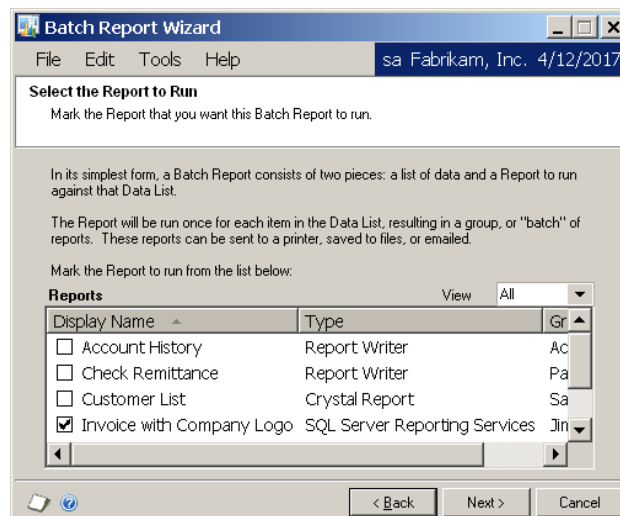 Batch Report Wizard
File Edit Tools Help sa Fabrikam, Inc. 4/12/2017
Select the Report to Run
Mark the Report that you want this Batch Report to run.
In its simplest form, a Batch Report consists of two pieces: a list of data and a Report to run
against that Data List.
The Report will be run once for each item in the Data List, resulting in a group, or "batch" of
reports. These reports can be sent to a printer, saved to files, or emailed.
Mark the Report to run from the list below:
Reports View All
Display Name Type Gr
Account History Report Writer Ac
Check Remittance Report Writer Pa
Customer List Crystal Report Sa
Invoice with Company Logo SQL Server Reporting Services Jin
< Back Next > Cancel